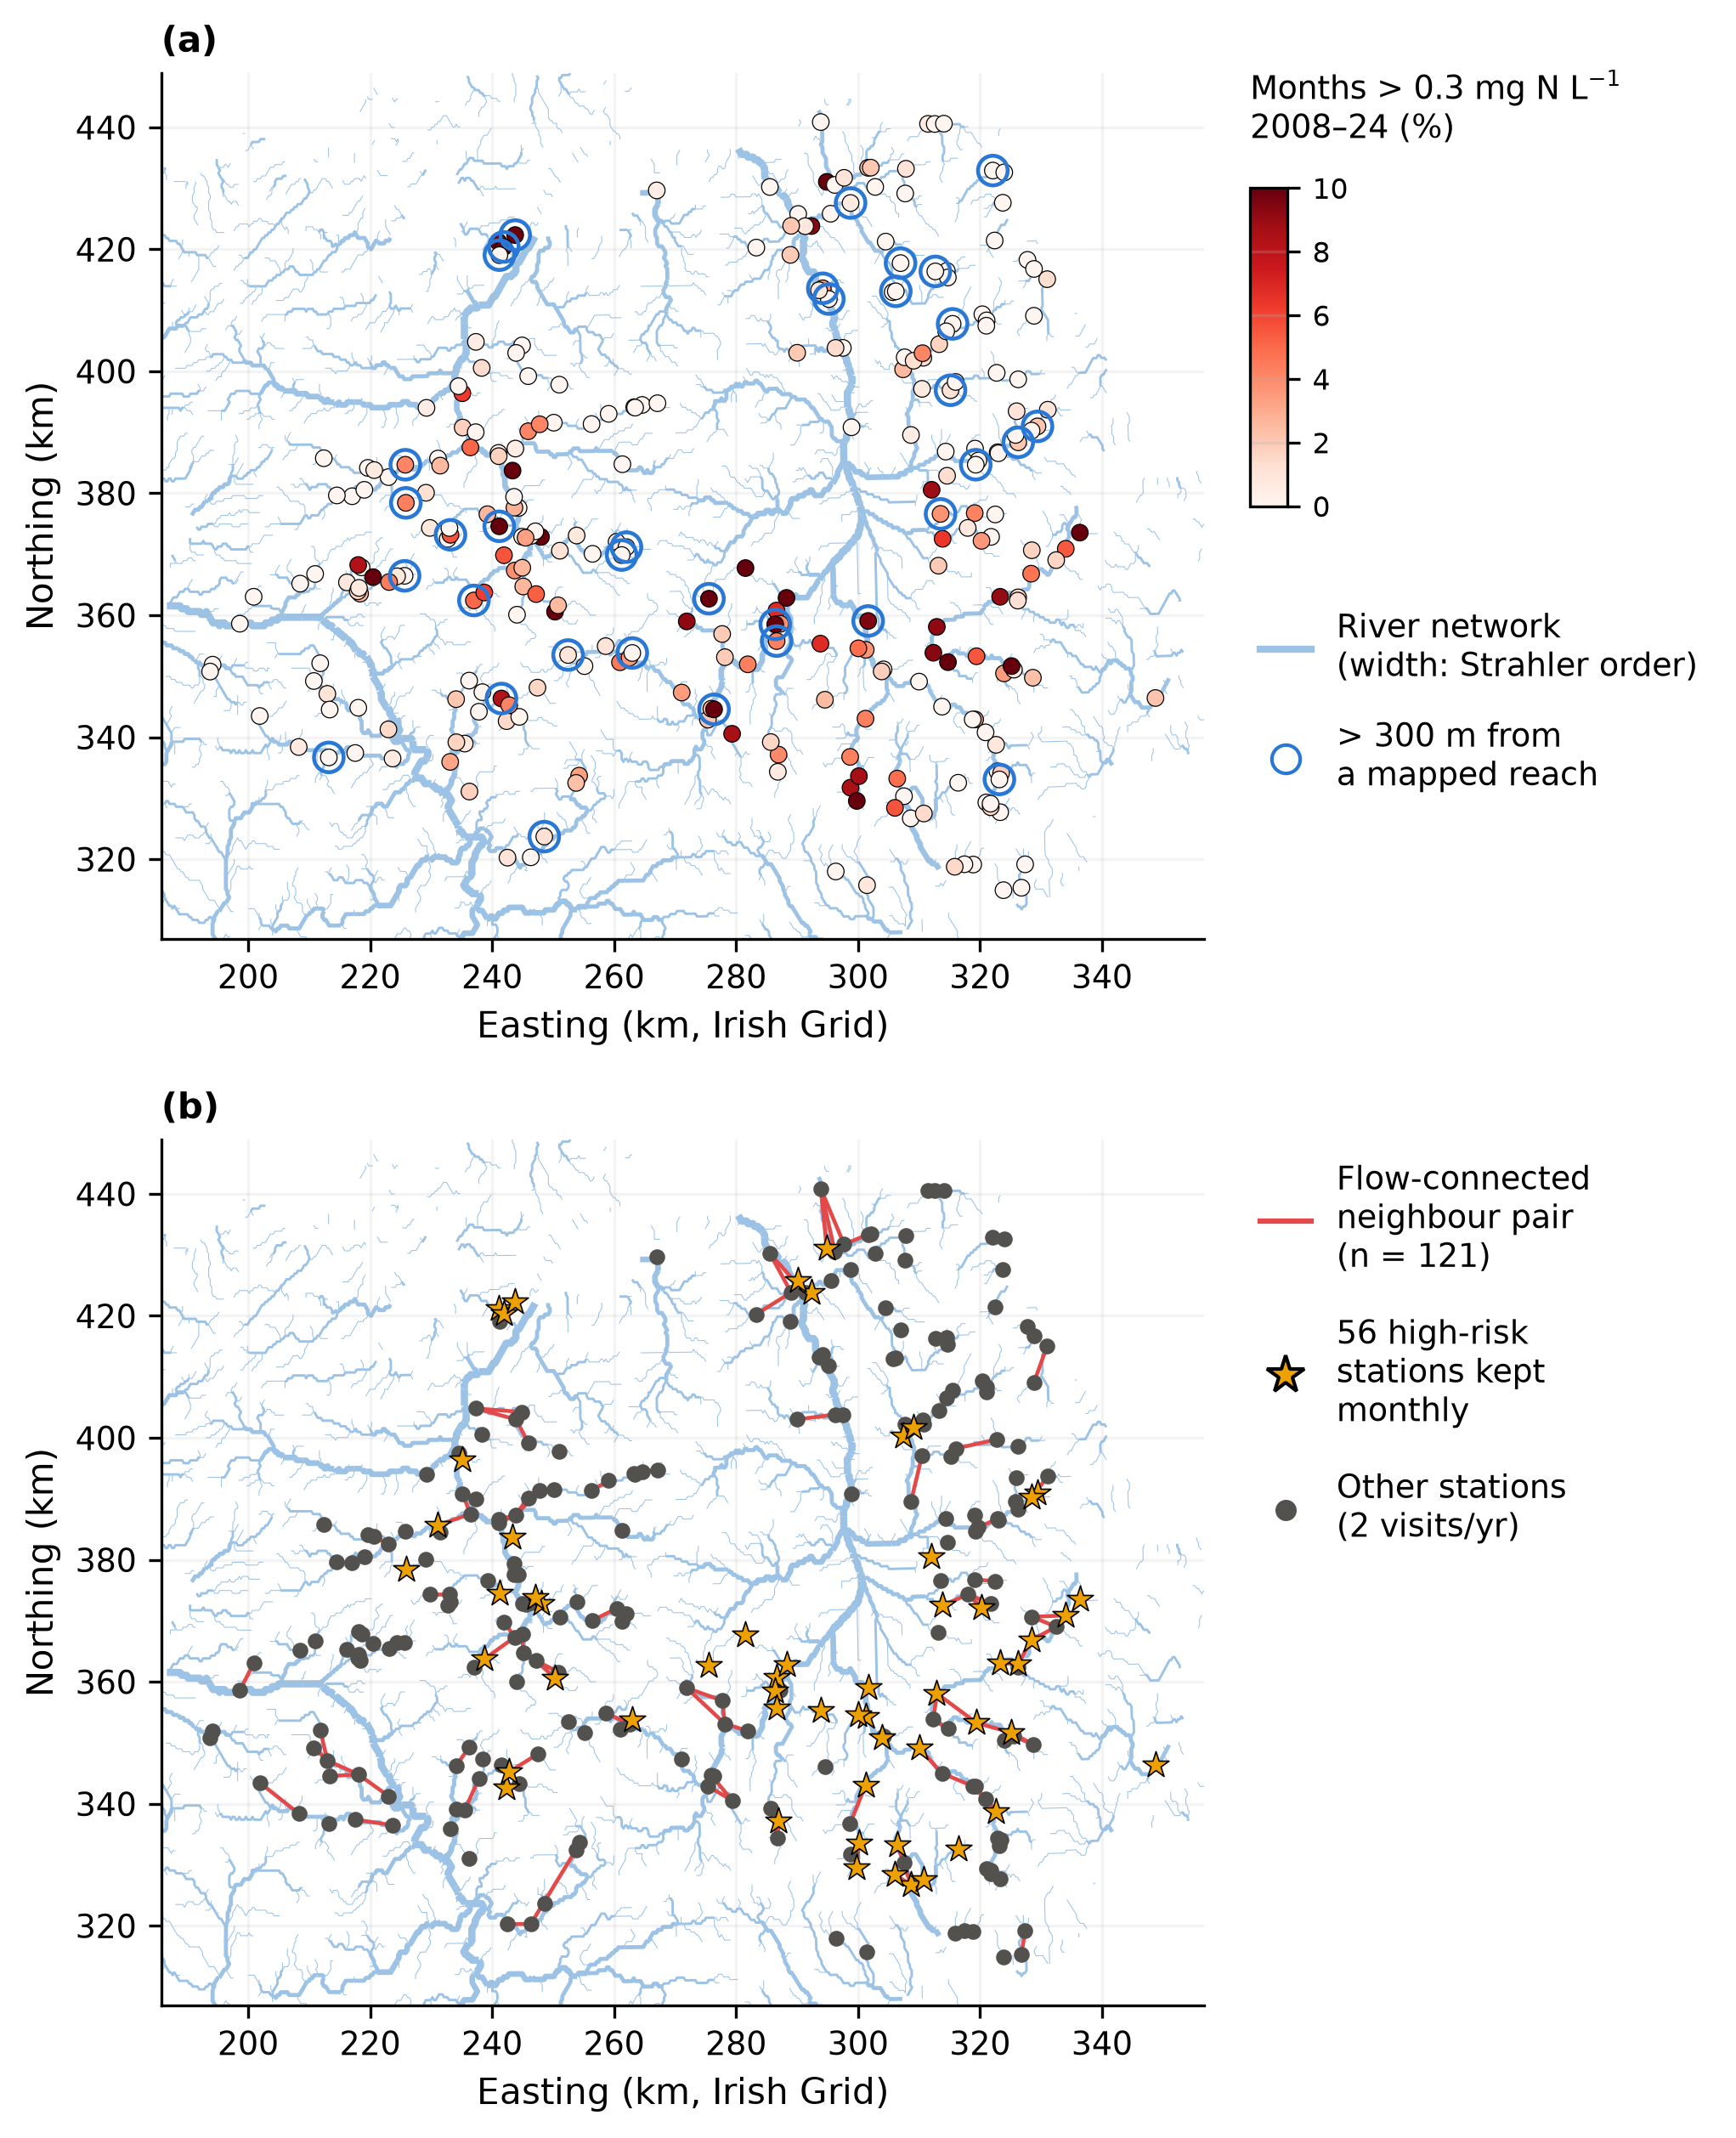 (a)
Months > 0.3 mg N L⁻¹
2008–24 (%)
10
8
6
4
2
0
River network
(width: Strahler order)
> 300 m from
a mapped reach
Northing (km)
440
420
400
380
360
340
320
200 220 240 260 280 300 320 340
Easting (km, Irish Grid)
(b)
Flow-connected
neighbour pair
(n = 121)
56 high-risk
stations kept
monthly
Other stations
(2 visits/yr)
Northing (km)
440
420
400
380
360
340
320
200 220 240 260 280 300 320 340
Easting (km, Irish Grid)